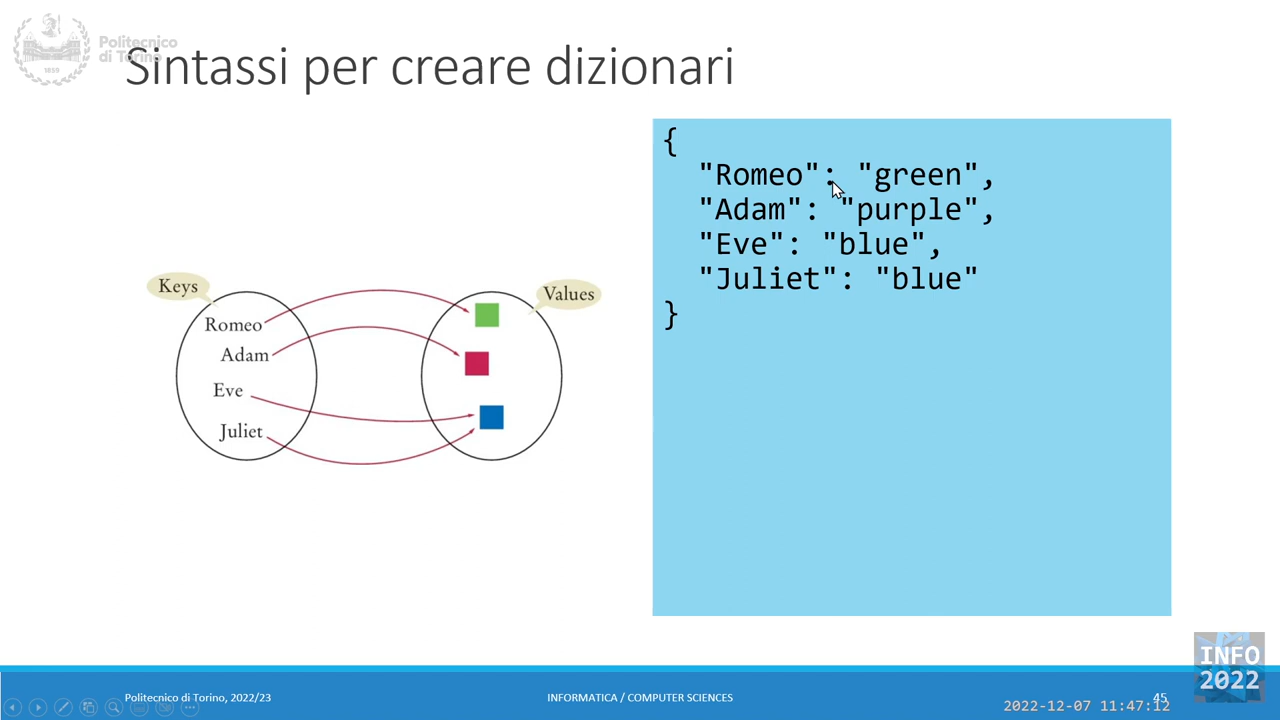 Politecnico
di Torino
1859
Sintassi per creare dizionari
{
"Romeo": "green",
"Adam": "purple",
"Eve": "blue",
"Juliet": "blue"
}
Keys
Values
Romeo
Adam
Eve
Juliet
INFO
2022
Politecnico di Torino, 2022/23
INFORMATICA / COMPUTER SCIENCES
45
2022-12-07 11:47:12